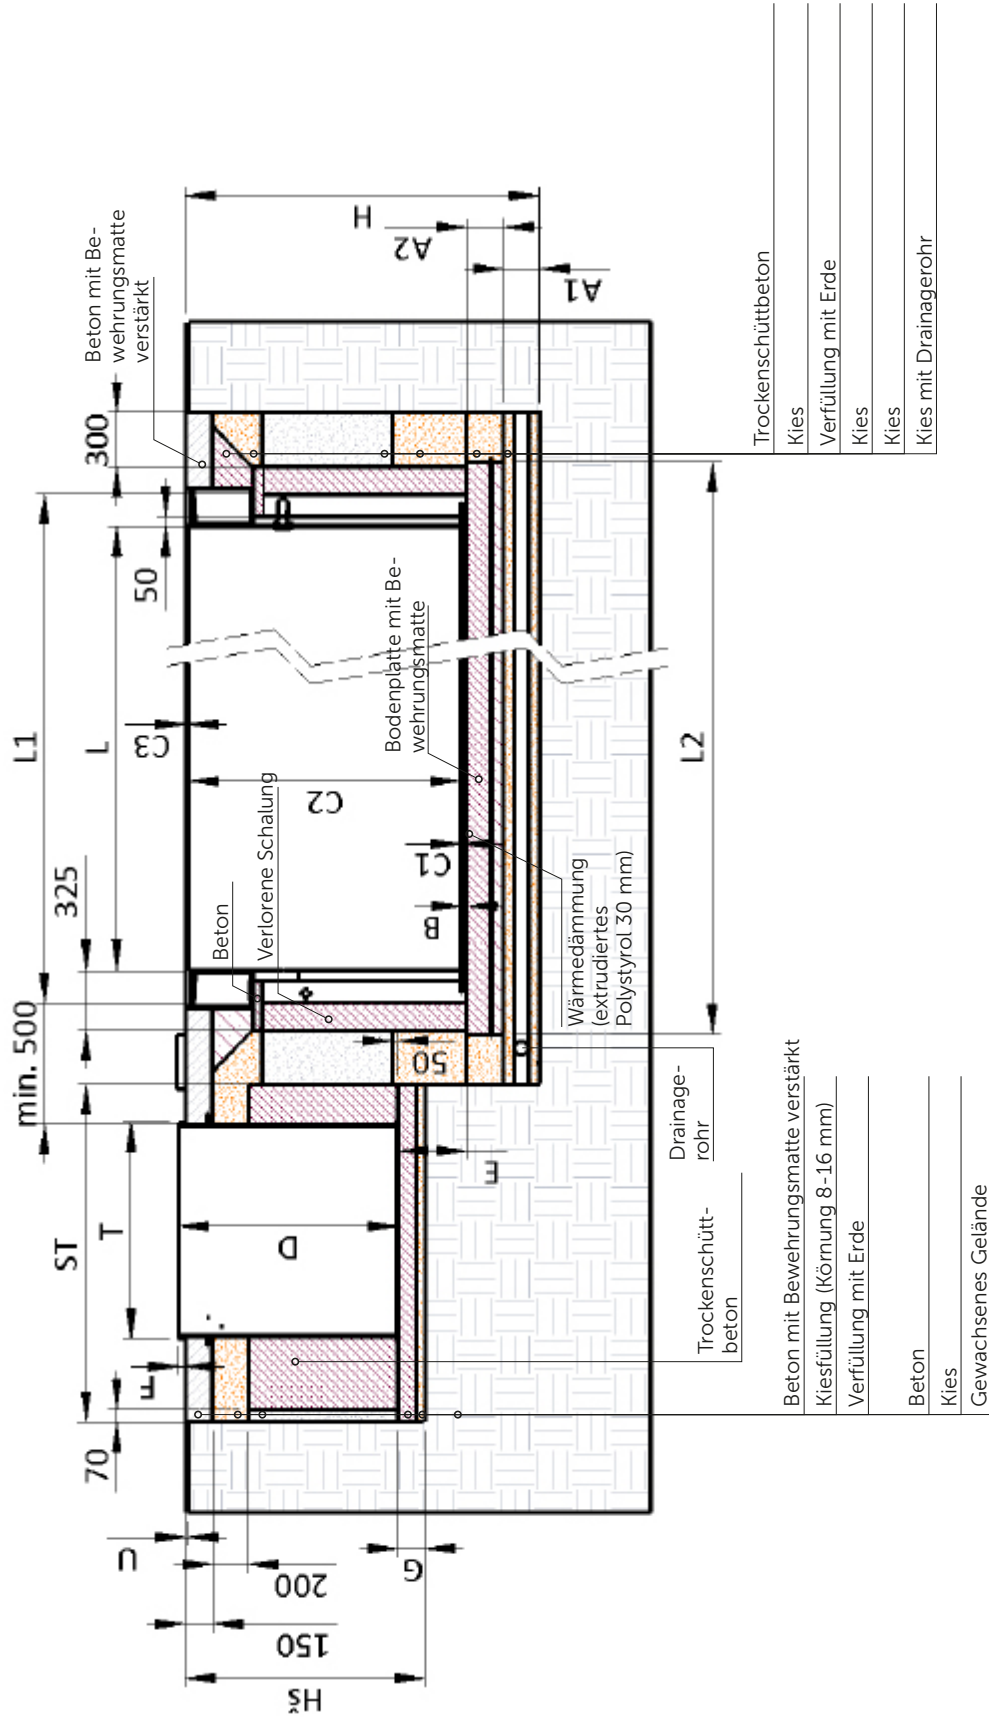 L1
min. 500
325
L
50
300
Beton mit Be-
wehrungsmatte
verstärkt
ST
T
70
F
D
U
200
150
Hš
G
E
50
Beton
Verlorene Schalung
C3
C2
C1
B
Bodenplatte mit Be-
wehrungsmatte
Wärmedämmung
(extrudiertes
Polystyrol 30 mm)
H
A2
A1
L2
Drainage-
rohr
Trockenschütt-
beton
Beton mit Bewehrungsmatte verstärkt
Kiesfüllung (Körnung 8-16 mm)
Verfüllung mit Erde
Beton
Kies
Gewachsenes Gelände
Trockenschüttbeton
Kies
Verfüllung mit Erde
Kies
Kies
Kies mit Drainagerohr